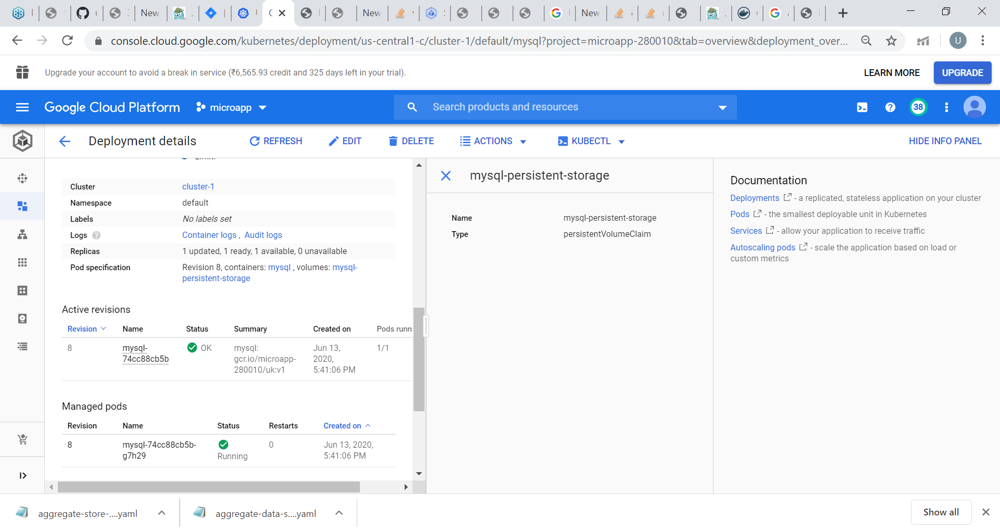 New
New
New
console.cloud.google.com/kubernetes/deployment/us-central1-c/cluster-1/default/mysql?project=microapp-280010&tab=overview&deployment_over...
U
Upgrade your account to avoid a break in service (₹6,565.93 credit and 325 days left in your trial).
LEARN MORE
UPGRADE
Google Cloud Platform
microapp
Search products and resources
38
Deployment details
REFRESH
EDIT
DELETE
ACTIONS
KUBECTL
HIDE INFO PANEL
Limit:
Cluster cluster-1
Namespace default
Labels No labels set
Logs Container logs , Audit logs
Replicas 1 updated, 1 ready, 1 available, 0 unavailable
Pod specification Revision 8, containers: mysql , volumes: mysql-
persistent-storage
Active revisions
Revision Name Status Summary Created on Pods runn
8 mysql- OK mysql: Jun 13, 1/1
74cc88cb5b gcr.io/microapp- 2020,
280010/uk:v1 5:41:06 PM
Managed pods
Revision Name Status Restarts Created on
8 mysql-74cc88cb5b- 0 Jun 13, 2020,
g7h29 Running 5:41:06 PM
mysql-persistent-storage
Name mysql-persistent-storage
Type persistentVolumeClaim
Documentation
Deployments - a replicated, stateless application on your cluster
Pods - the smallest deployable unit in Kubernetes
Services - allow your application to receive traffic
Autoscaling pods - scale the application based on load or
custom metrics
aggregate-store-....yaml
aggregate-data-s....yaml
Show all